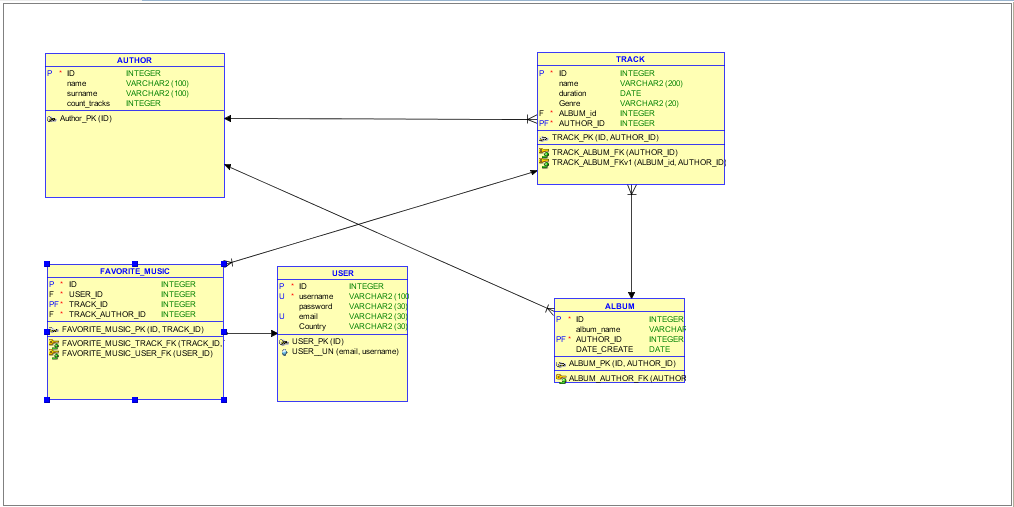 AUTHOR
P * ID INTEGER
name VARCHAR2 (100)
surname VARCHAR2 (100)
count_tracks INTEGER
Author_PK (ID)
TRACK
P * ID INTEGER
name VARCHAR2 (200)
duration DATE
Genre VARCHAR2 (20)
F * ALBUM_id INTEGER
PF * AUTHOR_ID INTEGER
TRACK_PK (ID, AUTHOR_ID)
TRACK_ALBUM_FK (AUTHOR_ID)
TRACK_ALBUM_FKv1 (ALBUM_id, AUTHOR_ID)
FAVORITE_MUSIC
P * ID INTEGER
F * USER_ID INTEGER
PF * TRACK_ID INTEGER
F * TRACK_AUTHOR_ID INTEGER
FAVORITE_MUSIC_PK (ID, TRACK_ID)
FAVORITE_MUSIC_TRACK_FK (TRACK_ID,
FAVORITE_MUSIC_USER_FK (USER_ID)
USER
P * ID INTEGER
U * username VARCHAR2 (100
password VARCHAR2 (30)
U email VARCHAR2 (30)
Country VARCHAR2 (30)
USER_PK (ID)
USER__UN (email, username)
ALBUM
P * ID INTEGER
album_name VARCHAR
PF * AUTHOR_ID INTEGER
DATE_CREATE DATE
ALBUM_PK (ID, AUTHOR_ID)
ALBUM_AUTHOR_FK (AUTHOR